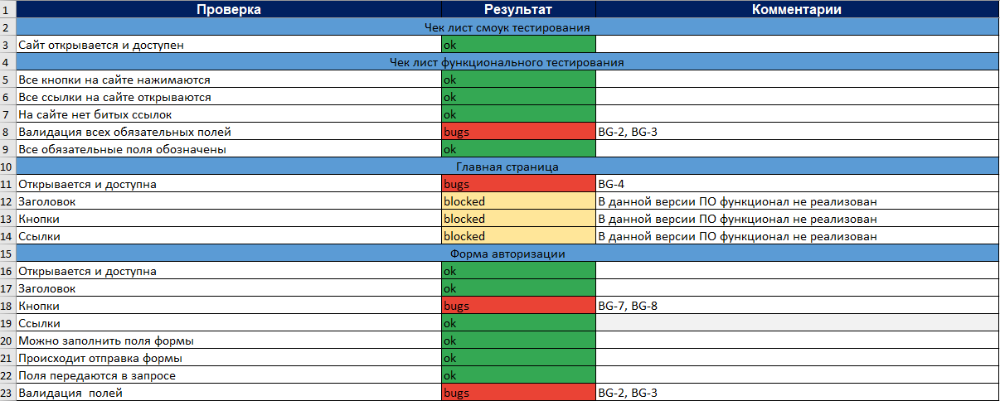 1 Проверка Результат Комментарии
2 Чек лист смоук тестирования
3 Сайт открывается и доступен ok
4 Чек лист функционального тестирования
5 Все кнопки на сайте нажимаются ok
6 Все ссылки на сайте открываются ok
7 На сайте нет битых ссылок ok
8 Валидация всех обязательных полей bugs BG-2, BG-3
9 Все обязательные поля обозначены ok
10 Главная страница
11 Открывается и доступна bugs BG-4
12 Заголовок blocked В данной версии ПО функционал не реализован
13 Кнопки blocked В данной версии ПО функционал не реализован
14 Ссылки blocked В данной версии ПО функционал не реализован
15 Форма авторизации
16 Открывается и доступна ok
17 Заголовок ok
18 Кнопки bugs BG-7, BG-8
19 Ссылки ok
20 Можно заполнить поля формы ok
21 Происходит отправка формы ok
22 Поля передаются в запросе ok
23 Валидация полей bugs BG-2, BG-3